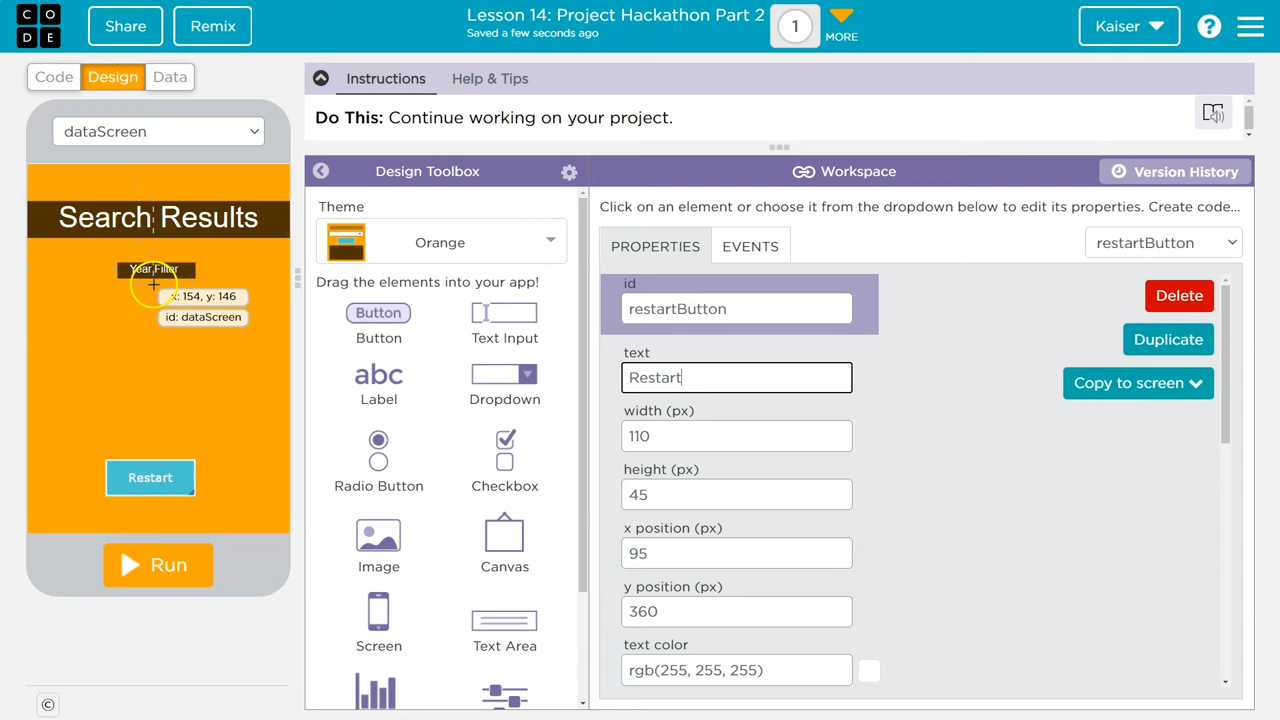 CO
DE
Share
Remix
Lesson 14: Project Hackathon Part 2
Saved a few seconds ago
1
MORE
Kaiser
?
Code
Design
Data
Instructions
Help & Tips
Do This: Continue working on your project.
dataScreen
Search Results
Year Filter
x: 154, y: 146
id: dataScreen
Restart
Run
©
Design Toolbox
Theme
Orange
Drag the elements into your app!
Button
Button
Text Input
abc
Label
Dropdown
Radio Button
Checkbox
Image
Canvas
Screen
Text Area
Workspace
Version History
Click on an element or choose it from the dropdown below to edit its properties. Create code...
PROPERTIES
EVENTS
restartButton
id
restartButton
Delete
text
Restart
Duplicate
Copy to screen
width (px)
110
height (px)
45
x position (px)
95
y position (px)
360
text color
rgb(255, 255, 255)